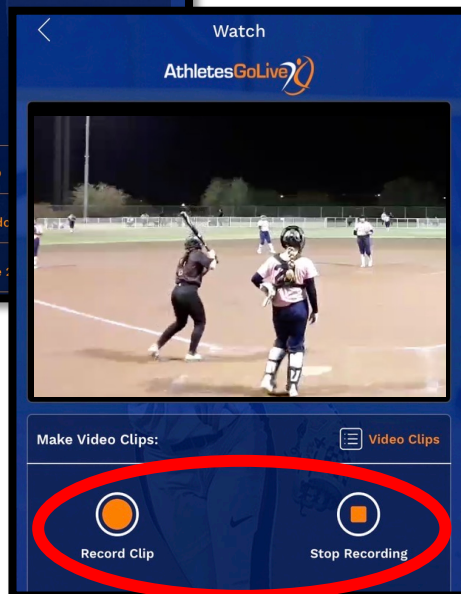 Watch
AthletesGoLive
Make Video Clips:
Video Clips
Record Clip
Stop Recording